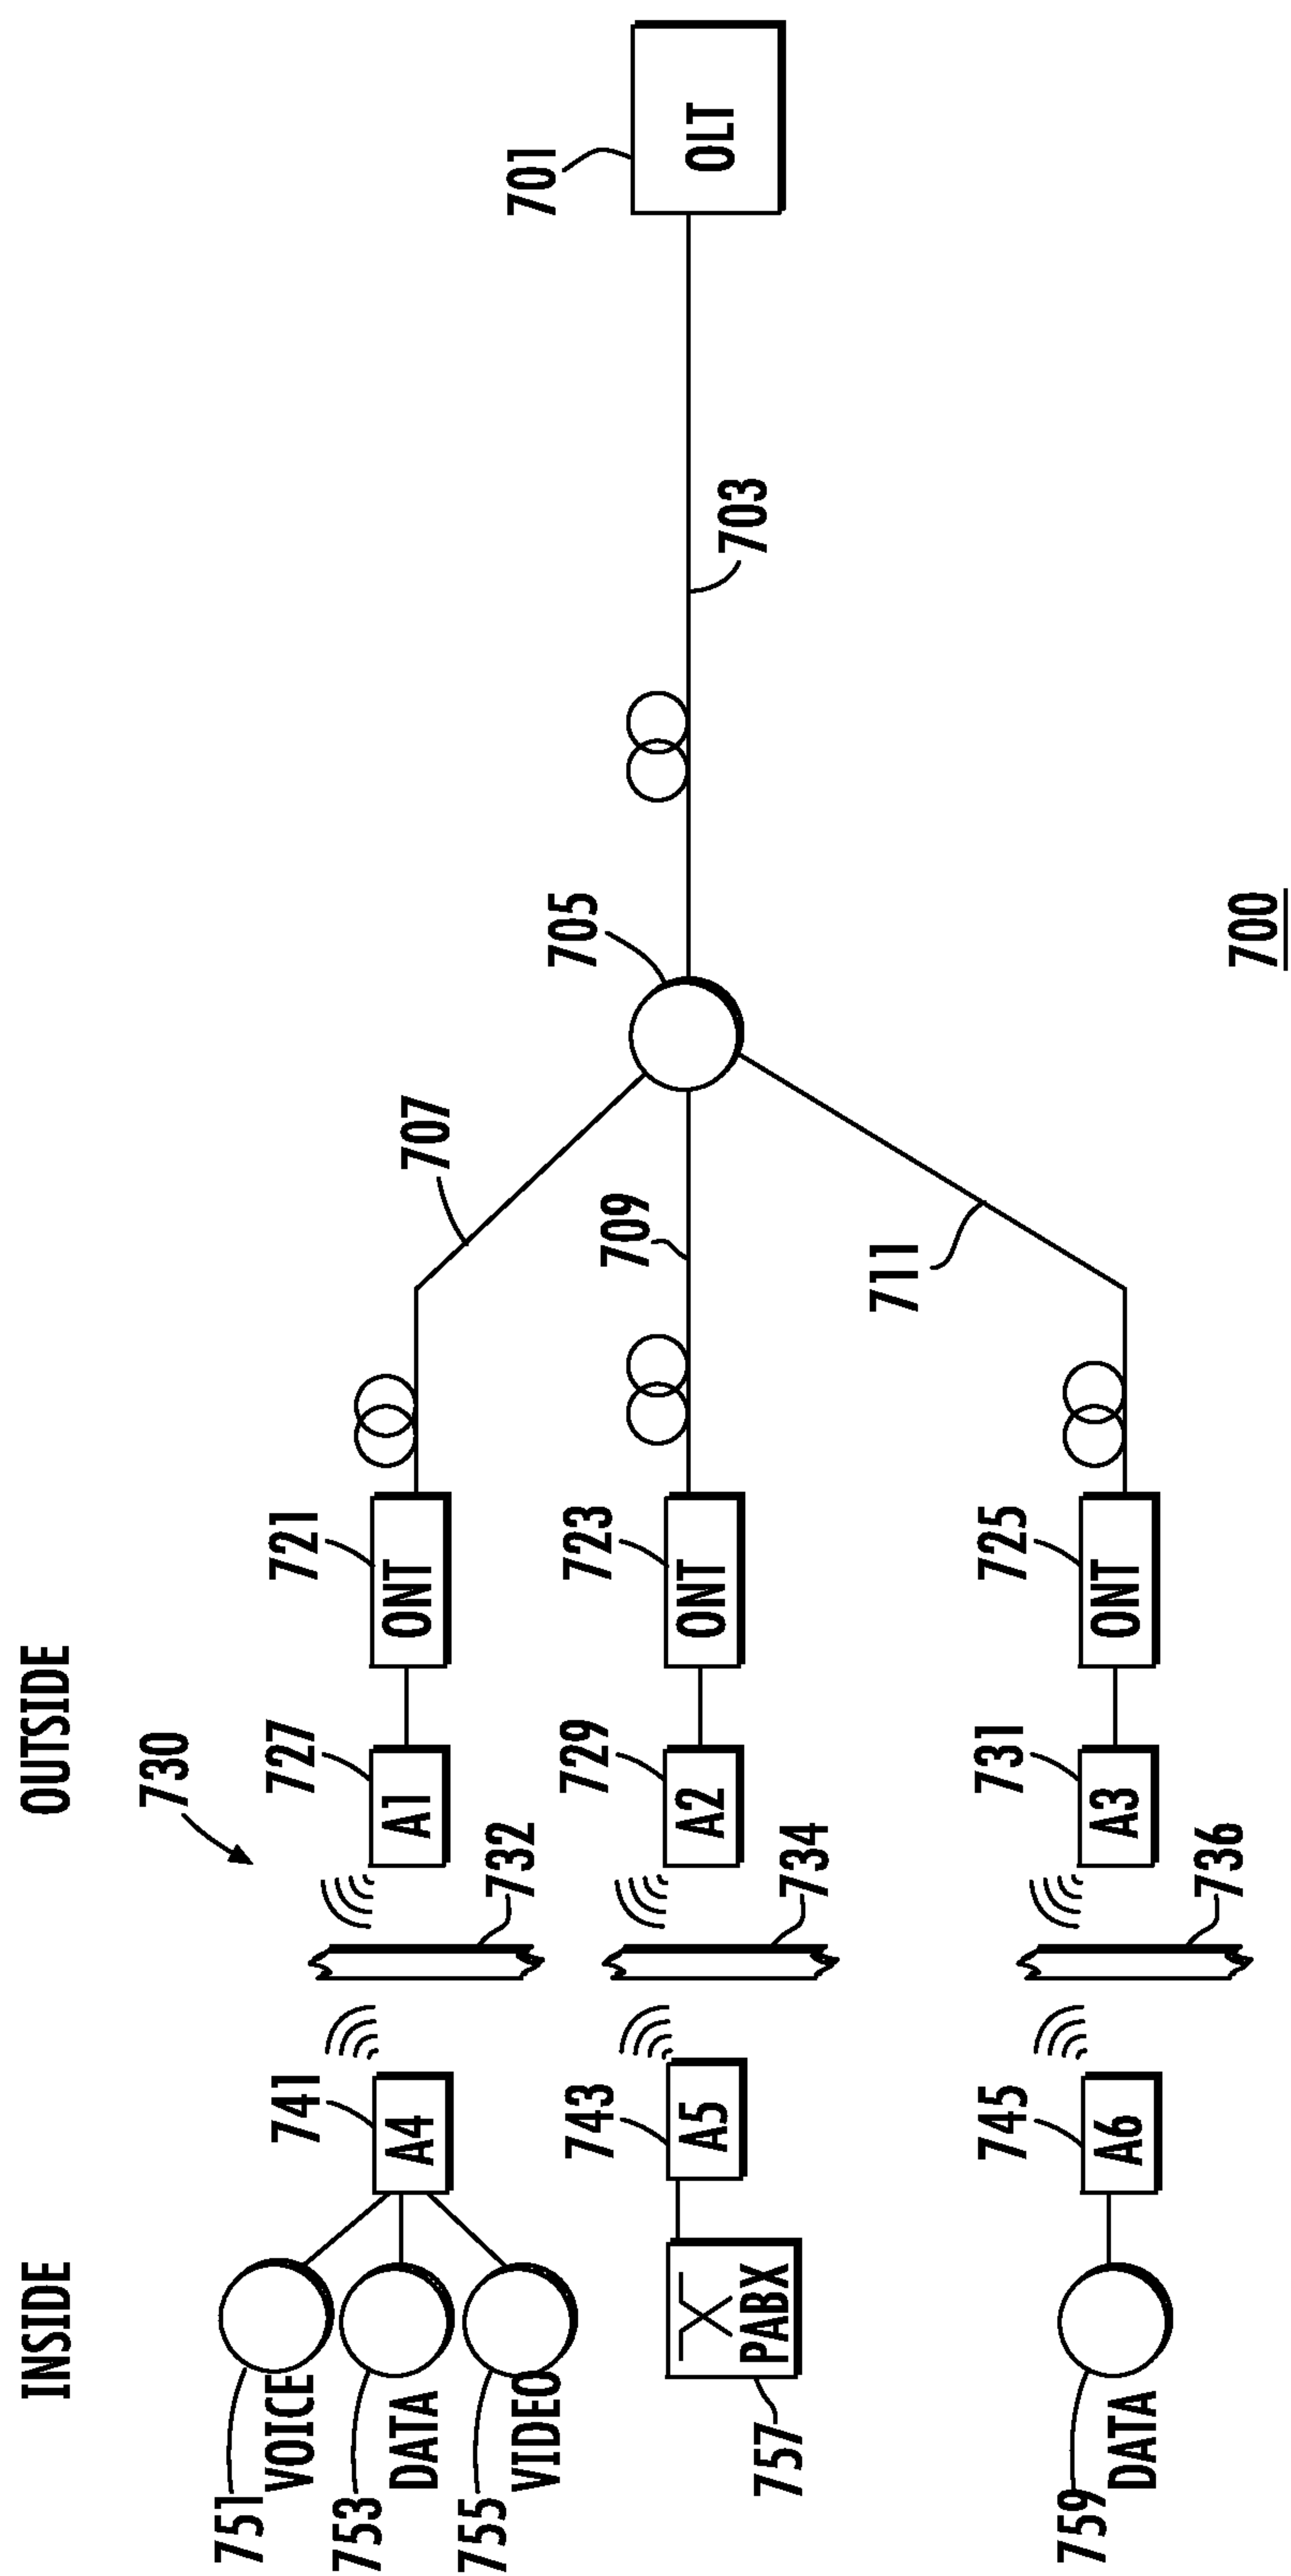 INSIDE
OUTSIDE
730
751
VOICE
753
DATA
755
VIDEO
741
A4
732
727
A1
721
ONT
707
757
PABX
743
A5
734
729
A2
723
ONT
709
705
703
701
OLT
759
DATA
745
A6
736
731
A3
725
ONT
711
700